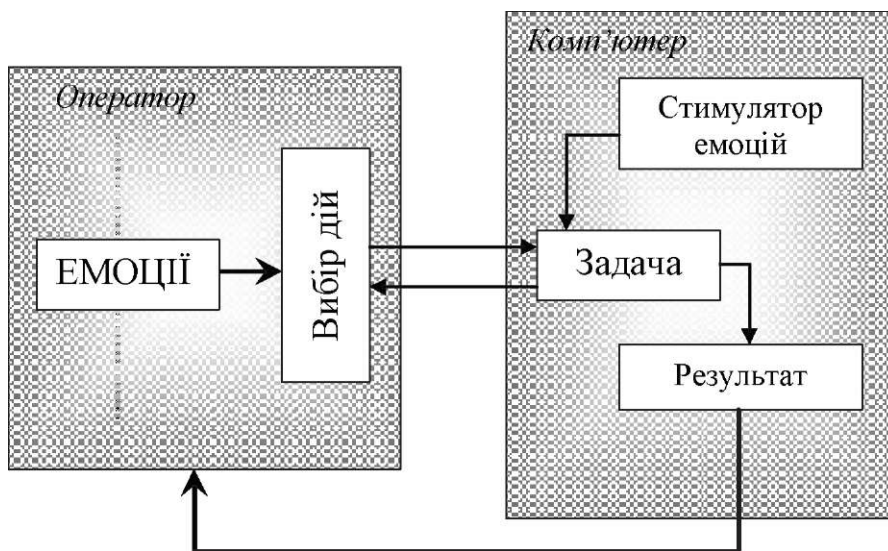 Оператор
ЕМОЦІЇ
Вибір дій
Комп’ютер
Стимулятор
емоцій
Задача
Результат